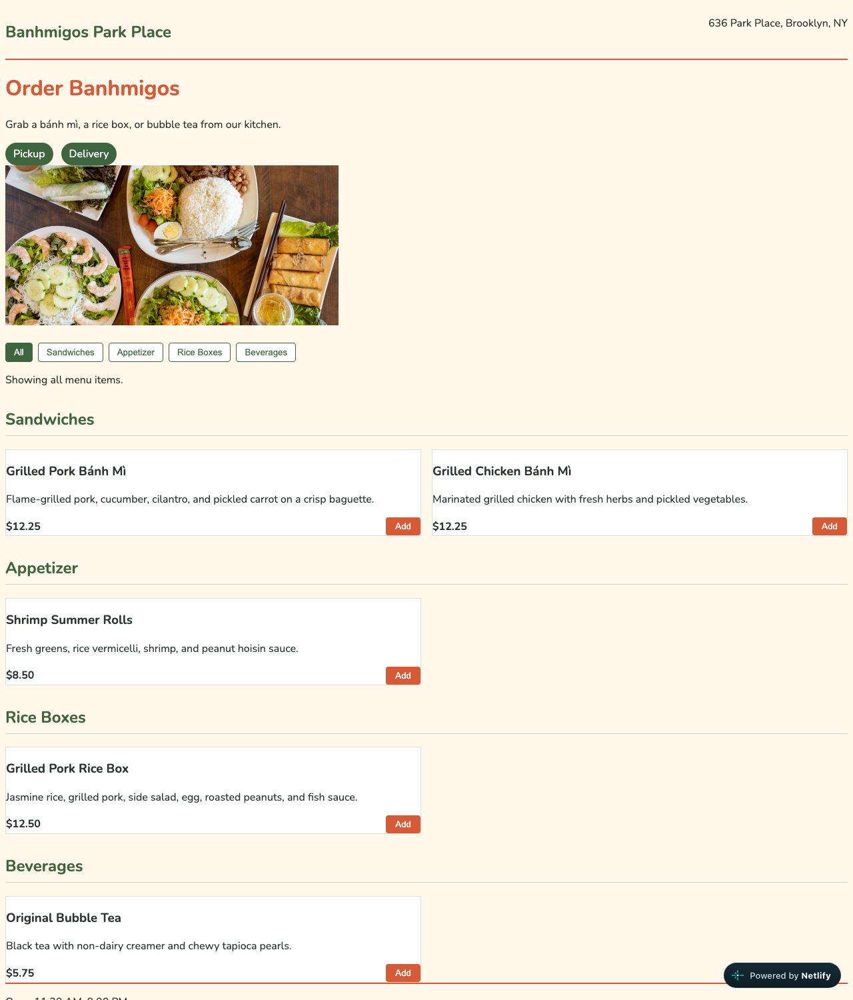 Banhmigos Park Place
636 Park Place, Brooklyn, NY
Order Banhmigos
Grab a bánh mì, a rice box, or bubble tea from our kitchen.
Pickup
Delivery
All
Sandwiches
Appetizer
Rice Boxes
Beverages
Showing all menu items.
Sandwiches
Grilled Pork Bánh Mì
Flame-grilled pork, cucumber, cilantro, and pickled carrot on a crisp baguette.
$12.25
Add
Grilled Chicken Bánh Mì
Marinated grilled chicken with fresh herbs and pickled vegetables.
$12.25
Add
Appetizer
Shrimp Summer Rolls
Fresh greens, rice vermicelli, shrimp, and peanut hoisin sauce.
$8.50
Add
Rice Boxes
Grilled Pork Rice Box
Jasmine rice, grilled pork, side salad, egg, roasted peanuts, and fish sauce.
$12.50
Add
Beverages
Original Bubble Tea
Black tea with non-dairy creamer and chewy tapioca pearls.
$5.75
Add
Powered by Netlify